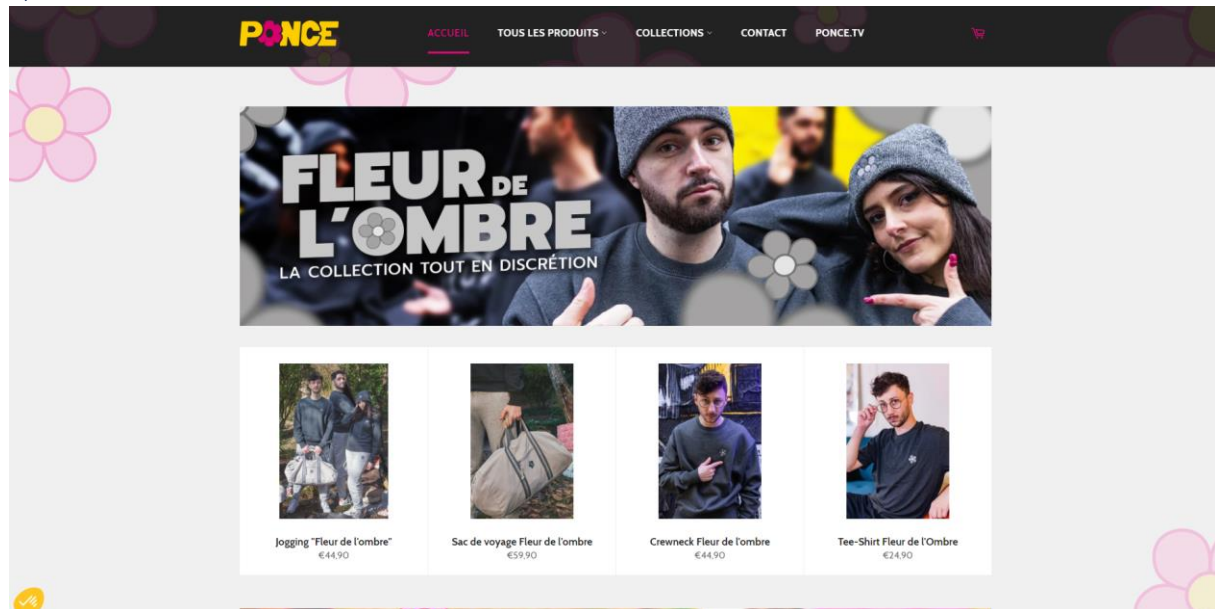 PONCE
ACCUEIL TOUS LES PRODUITS COLLECTIONS CONTACT PONCE.TV
FLEUR DE
L'OMBRE
LA COLLECTION TOUT EN DISCRÉTION
Jogging "Fleur de l'ombre" Sac de voyage Fleur de l'ombre Crewneck Fleur de l'ombre Tee-Shirt Fleur de l'Ombre
€44,90 €59,90 €44,90 €24,90